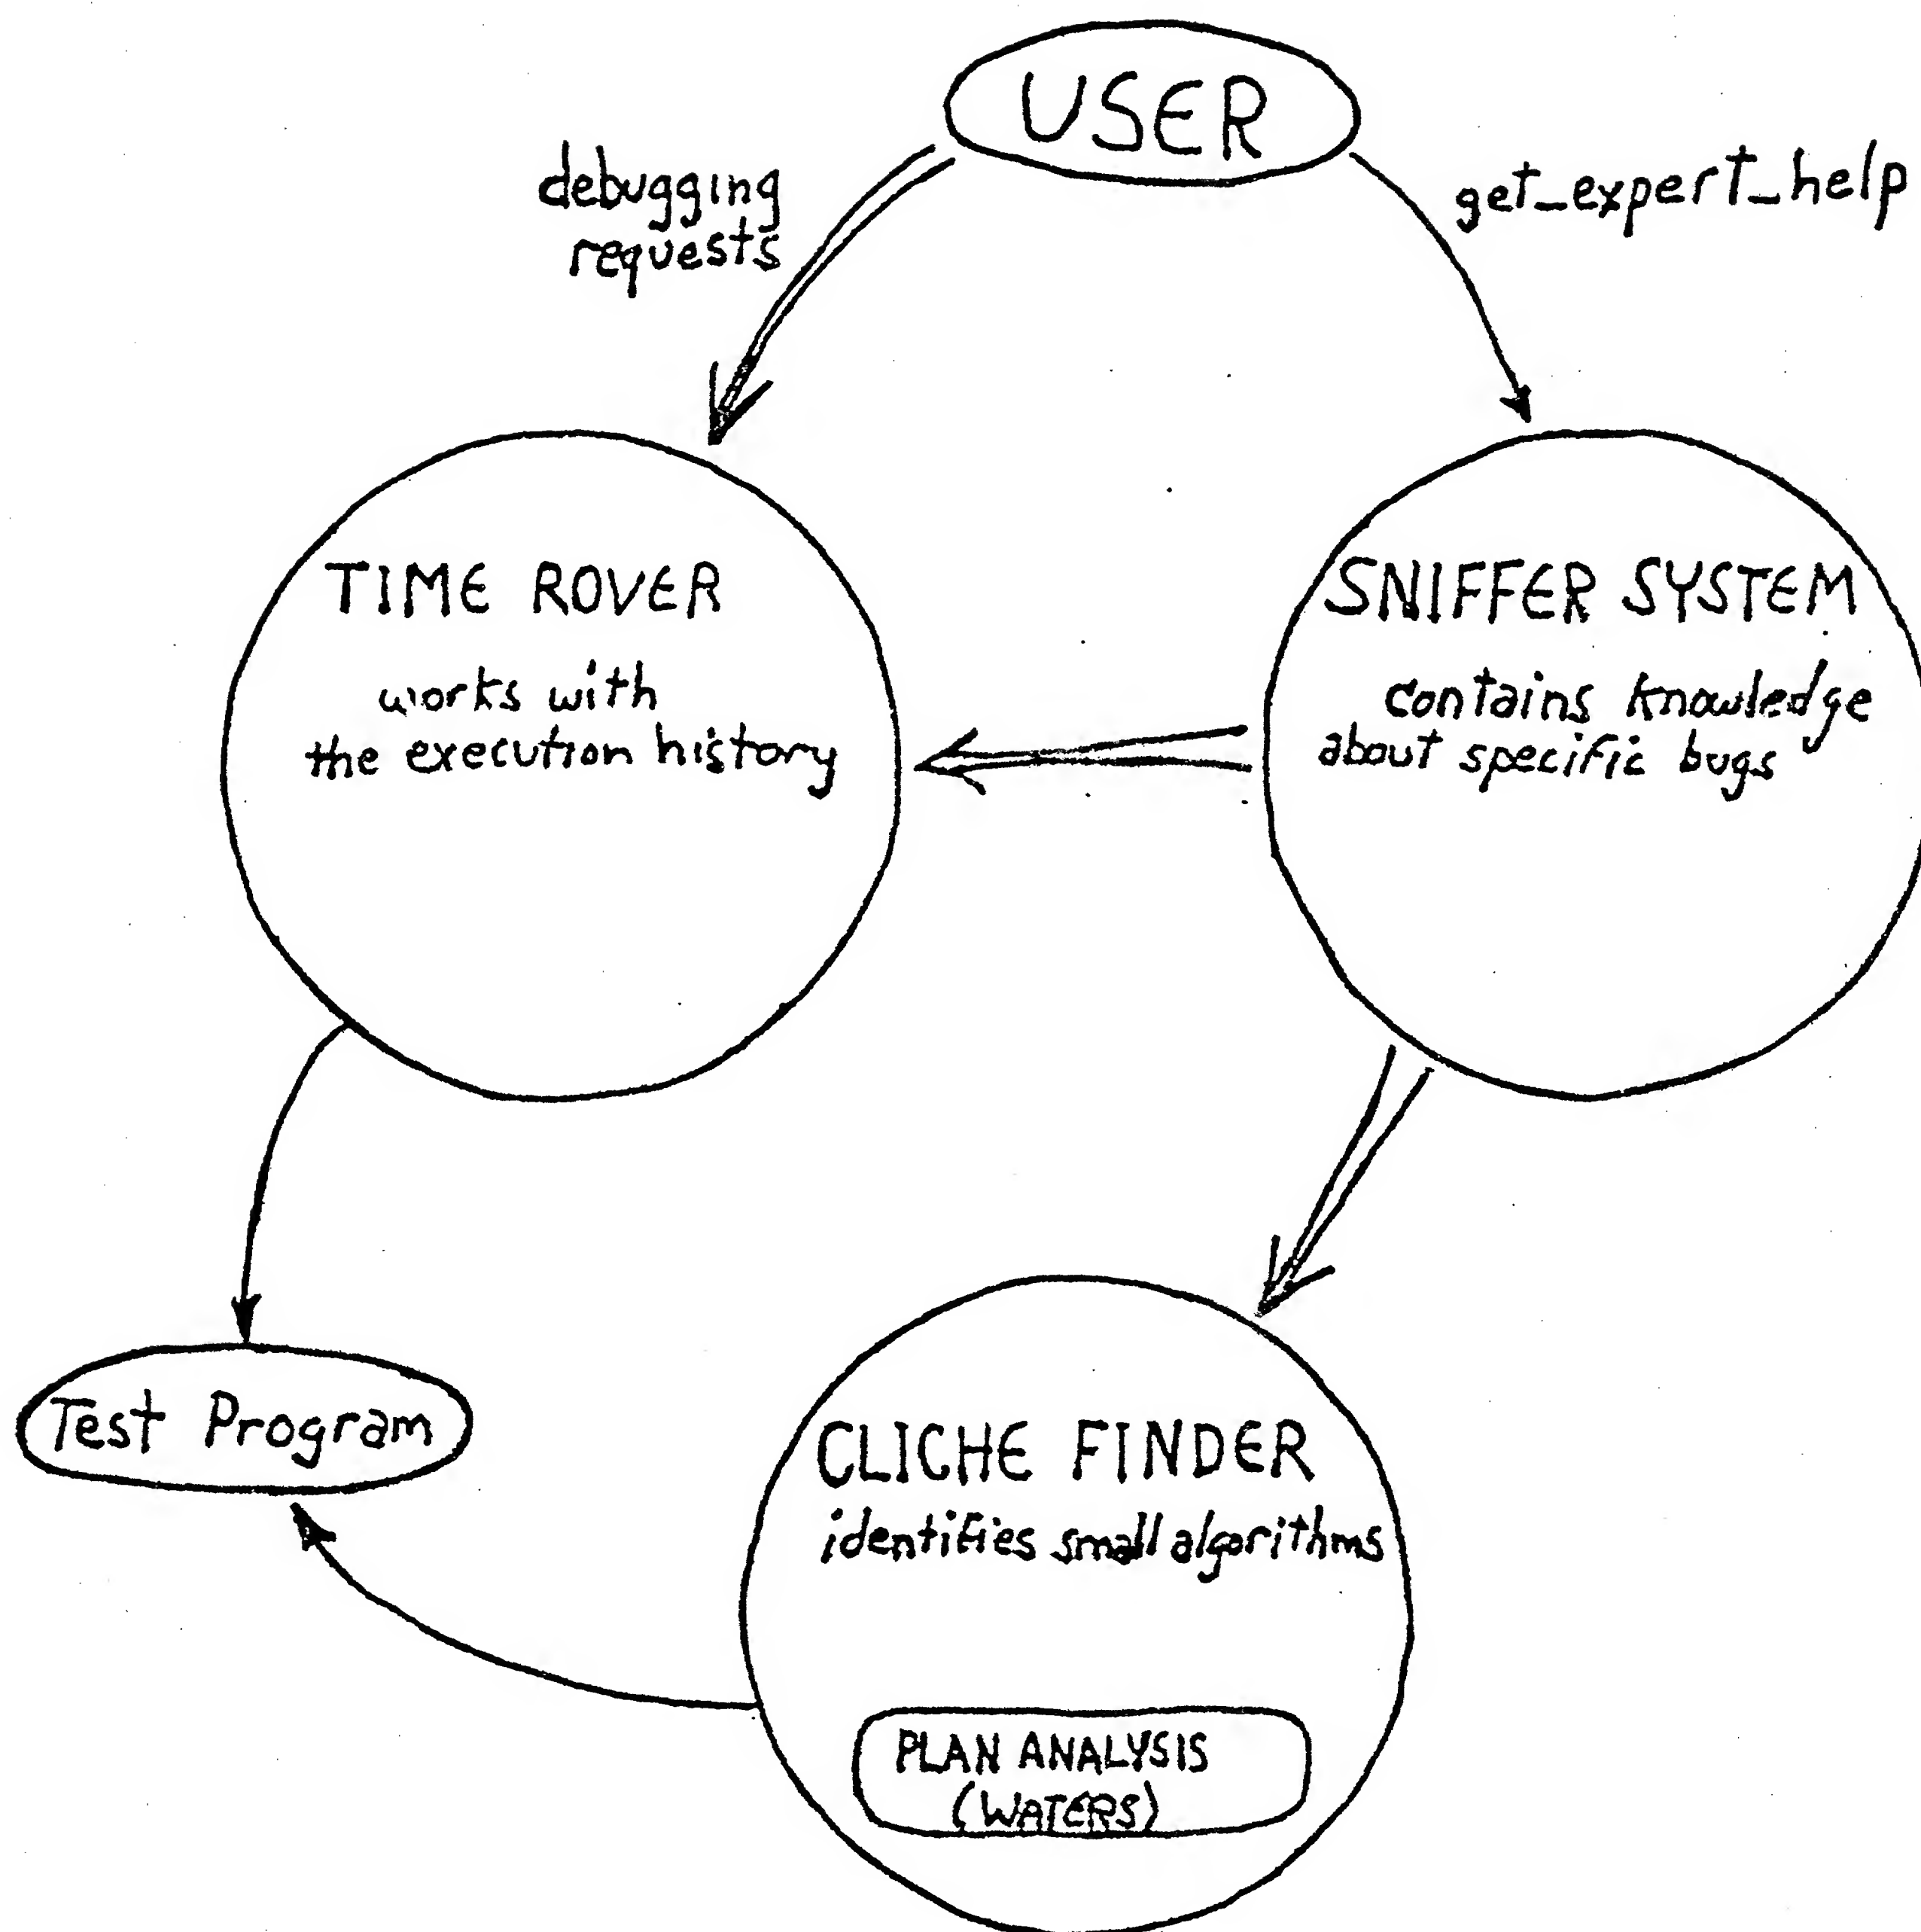 USER
debugging
requests
get_expert_help
TIME ROVER
works with
the execution history
SNIFFER SYSTEM
contains knowledge
about specific bugs
Test Program
CLICHE FINDER
identifies small algorithms
PLAN ANALYSIS
(WATERS)